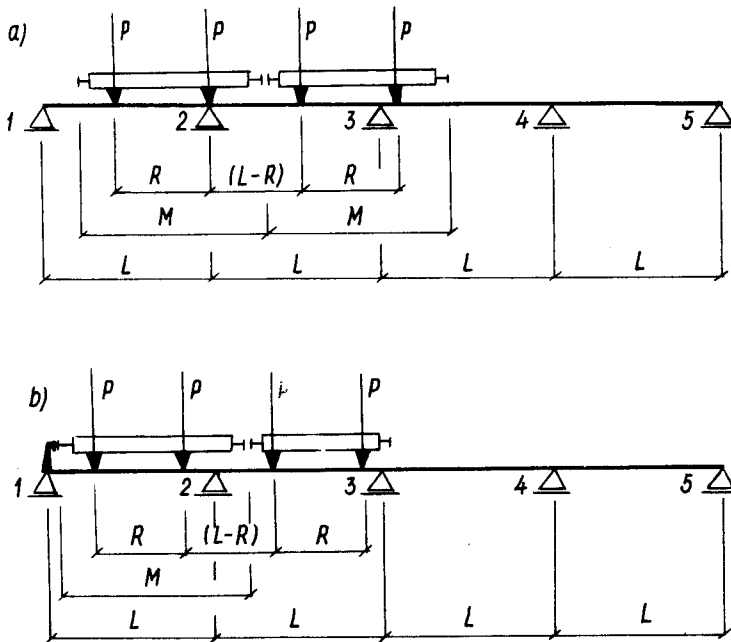 a)
P P P P
1 2 3 4 5
R (L-R) R
M M
L L L L
b)
P P P
1 2 3 4 5
R (L-R) R
M
L L L L